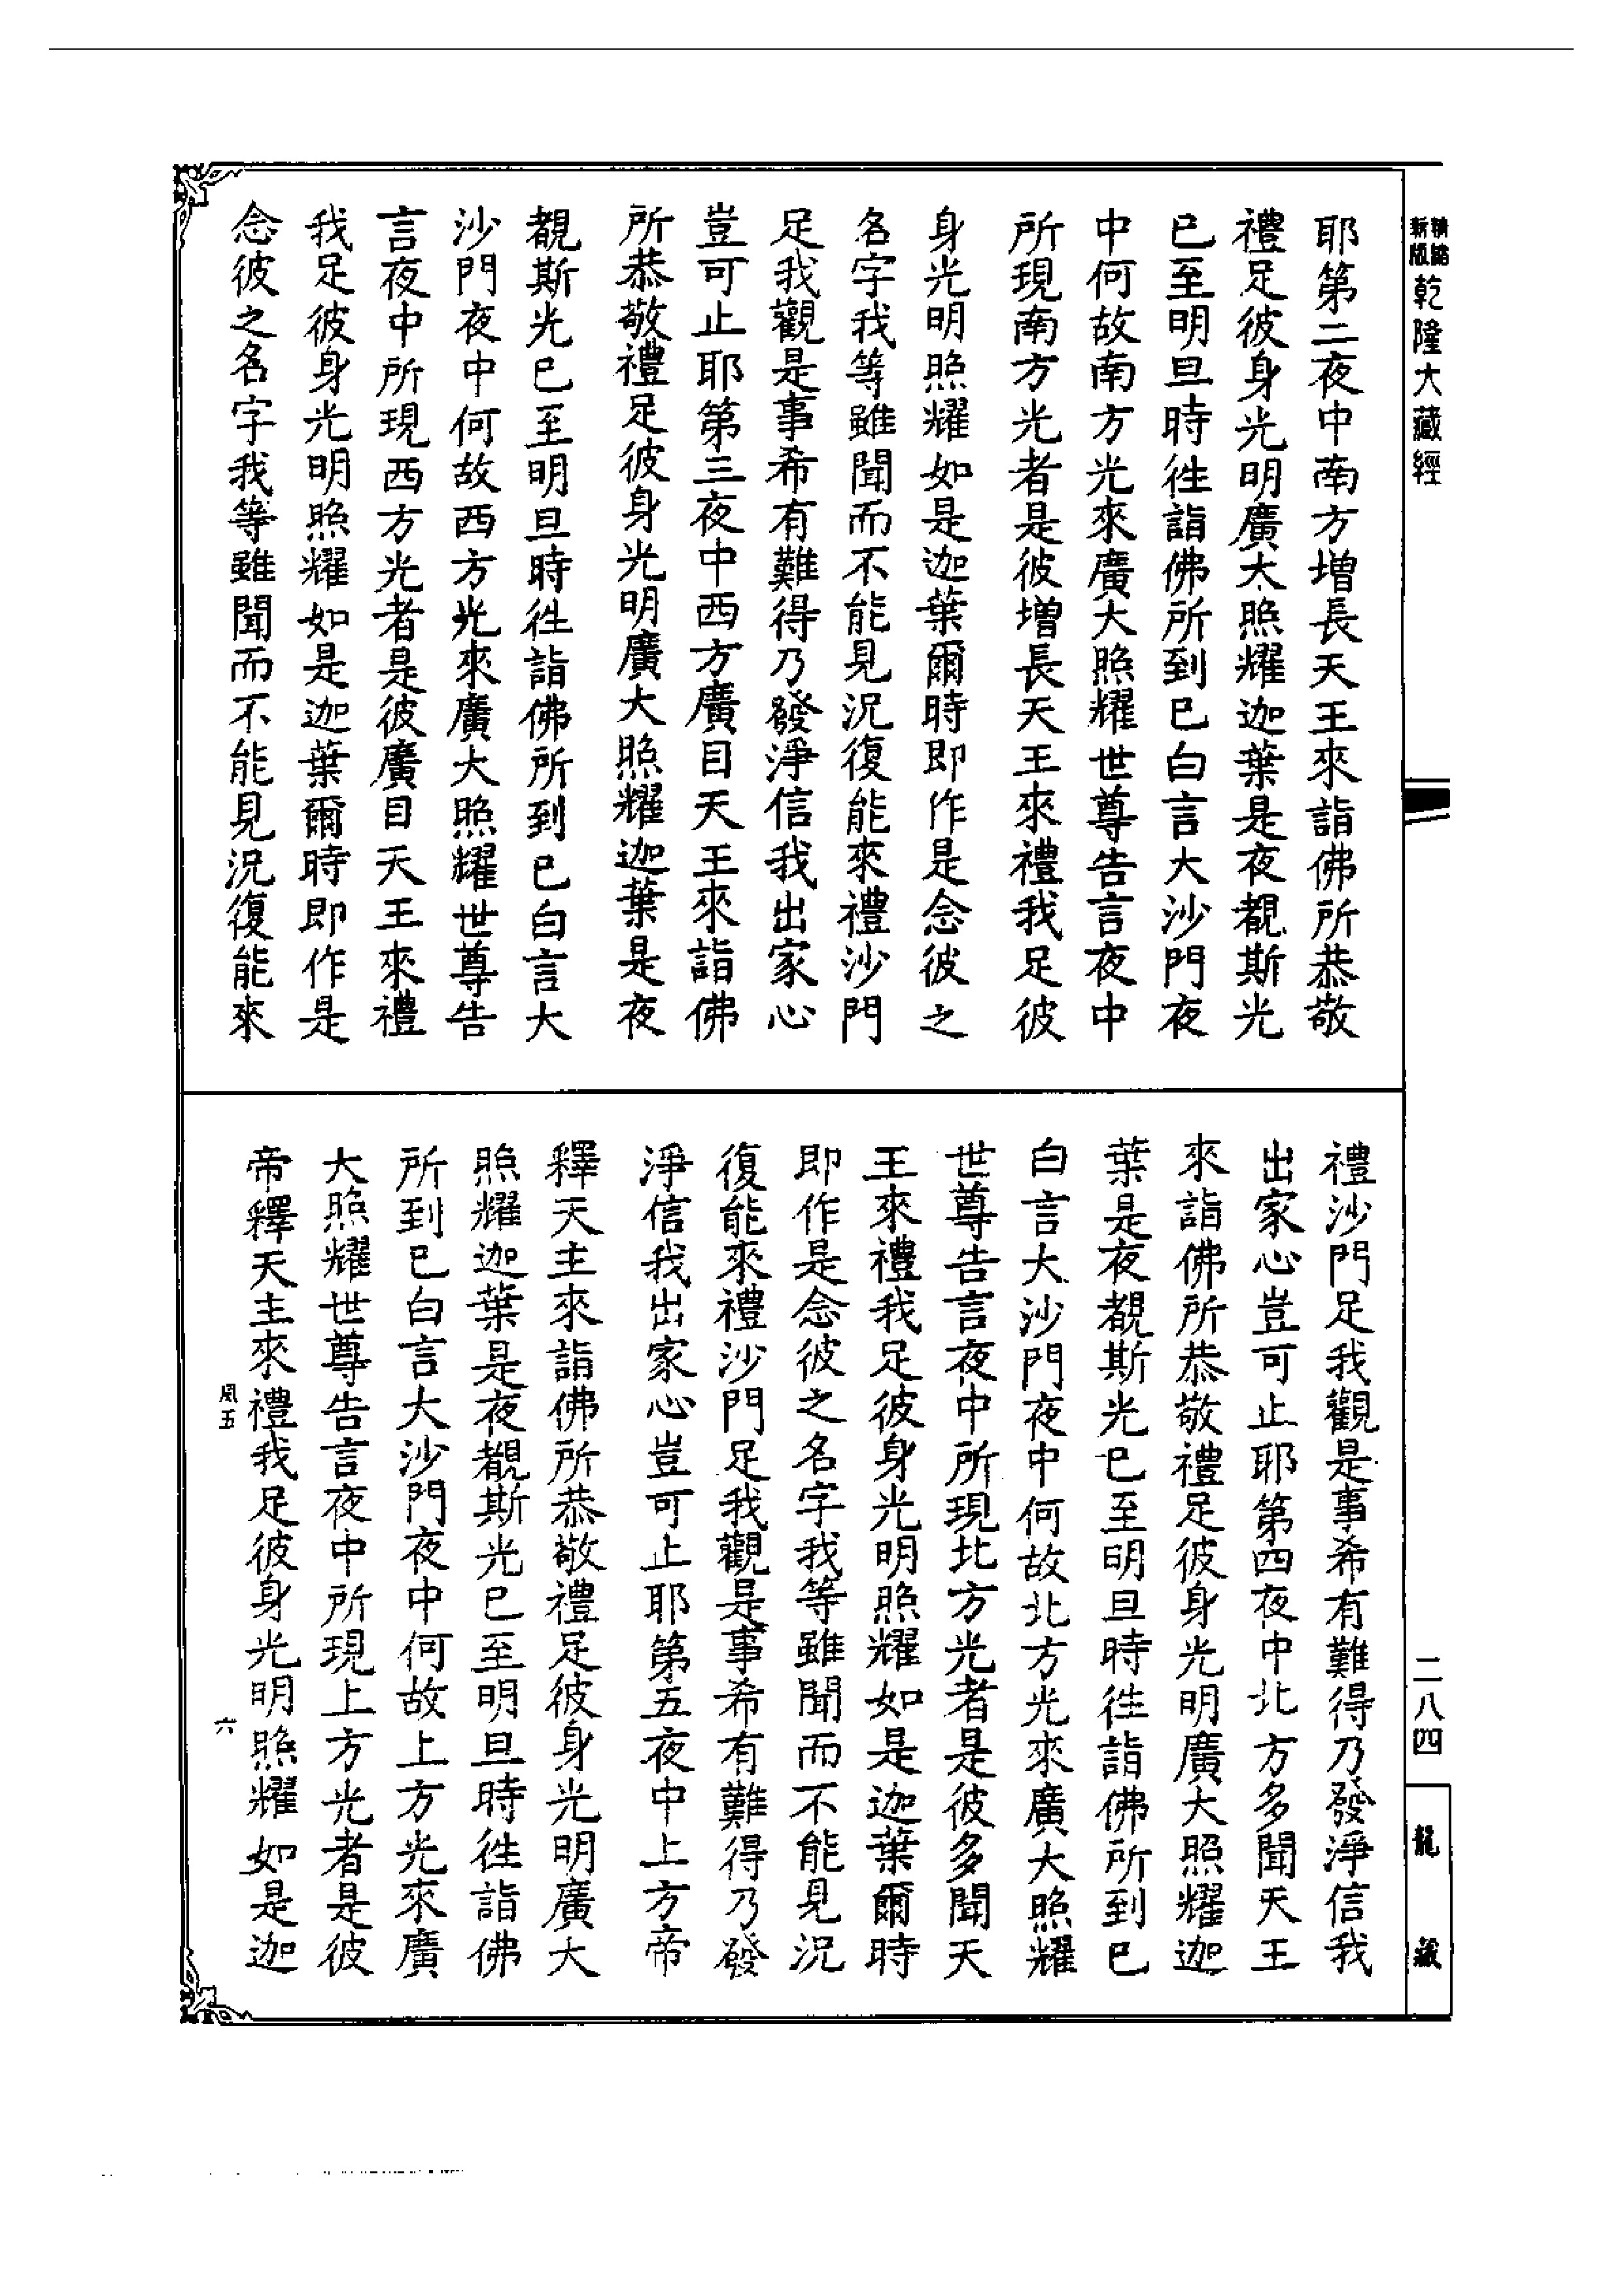 新版
精縮
乾隆大藏經
二八四
龍藏
耶第二夜中南方增長天王來詣佛所恭敬
禮足彼身光明廣大照耀迦葉是夜覩斯光
已至明旦時往詣佛所到已白言大沙門夜
中何故南方光來廣大照耀世尊告言夜中
所現南方光者是彼增長天王來禮我足彼
身光明照耀如是迦葉爾時即作是念彼之
名字我等雖聞而不能見況復能來禮沙門
足我觀是事希有難得乃發淨信我出家心
豈可止耶第三夜中西方廣目天王來詣佛
所恭敬禮足彼身光明廣大照耀迦葉是夜
覩斯光已至明旦時往詣佛所到已白言大
沙門夜中何故西方光來廣大照耀世尊告
言夜中所現西方光者是彼廣目天王來禮
我足彼身光明照耀如是迦葉爾時即作是
念彼之名字我等雖聞而不能見況復能來
禮沙門足我觀是事希有難得乃發淨信我
出家心豈可止耶第四夜中北方多聞天王
來詣佛所恭敬禮足彼身光明廣大照耀迦
葉是夜覩斯光已至明旦時往詣佛所到已
白言大沙門夜中何故北方光來廣大照耀
世尊告言夜中所現北方光者是彼多聞天
王來禮我足彼身光明照耀如是迦葉爾時
即作是念彼之名字我等雖聞而不能見況
復能來禮沙門足我觀是事希有難得乃發
淨信我出家心豈可止耶第五夜中上方帝
釋天主來詣佛所恭敬禮足彼身光明廣大
照耀迦葉是夜覩斯光已至明旦時往詣佛
所到已白言大沙門夜中何故上方光來廣
大照耀世尊告言夜中所現上方光者是彼
帝釋天主來禮我足彼身光明照耀如是迦
風五
六